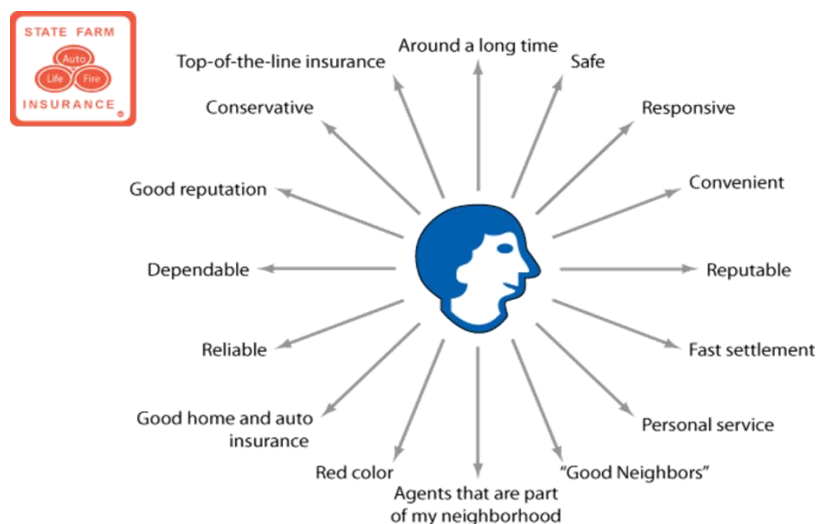 STATE FARM
Auto
Life Fire
INSURANCE
Around a long time
Top-of-the-line insurance
Safe
Conservative
Responsive
Good reputation
Convenient
Dependable
Reputable
Reliable
Fast settlement
Good home and auto
insurance
Personal service
Red color
"Good Neighbors"
Agents that are part
of my neighborhood